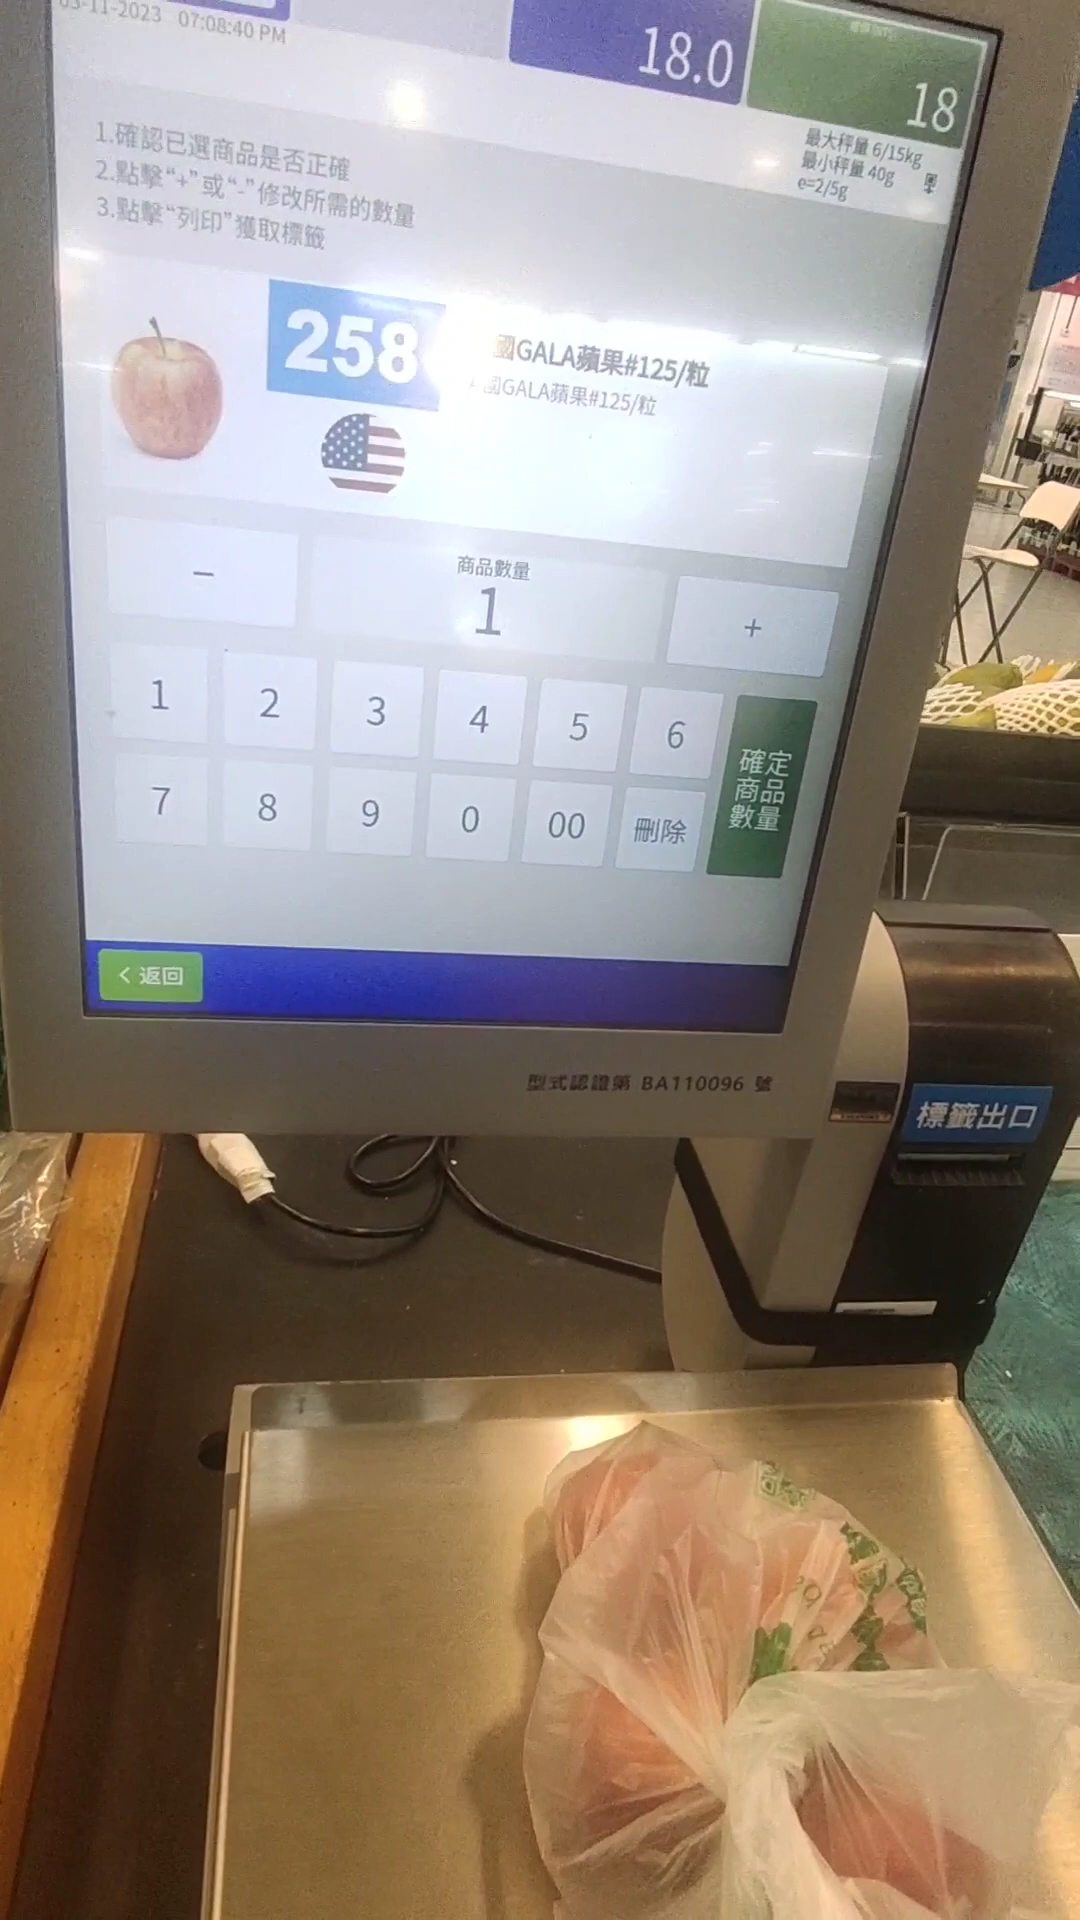 03-11-2023 07:08:40 PM
18.0
18
最大秤量 6/15kg
最小秤量 40g
e=2/5g
1.確認已選商品是否正確
2.點擊“+”或“-”修改所需的數量
3.點擊“列印”獲取標籤
258
國GALA蘋果#125/粒
國GALA蘋果#125/粒
商品數量
−
1
+
1
2
3
4
5
6
7
8
9
0
00
刪除
確定
商品
數量
< 返回
型式認證第 BA110096 號
標籤出口